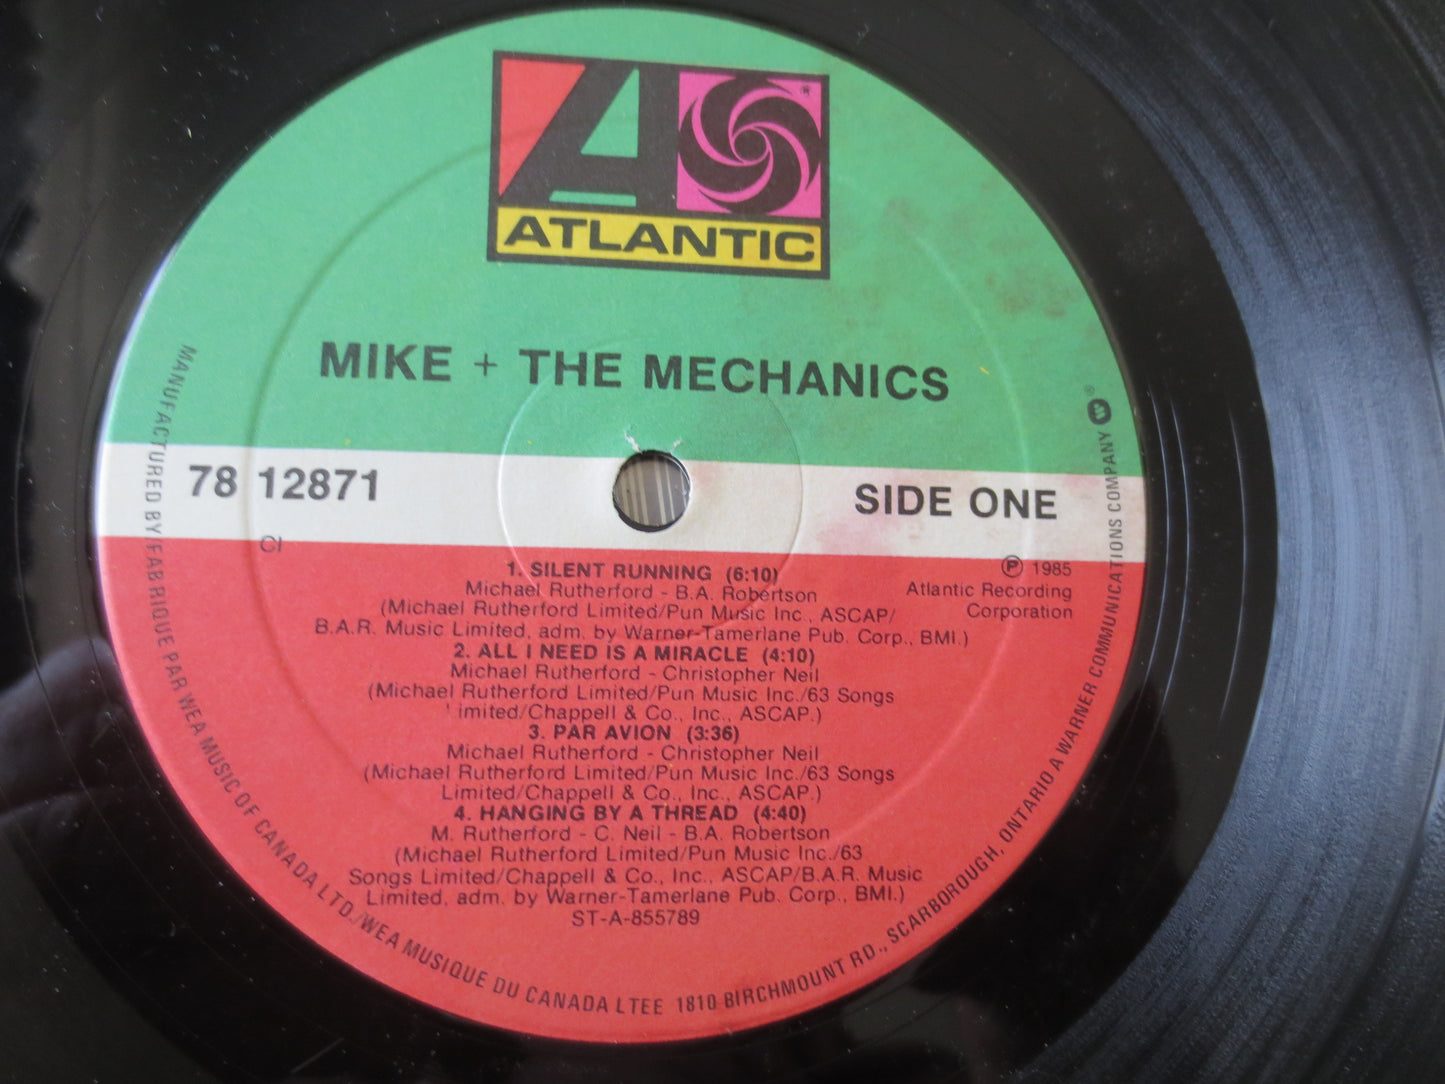 ATLANTIC
®
MIKE + THE MECHANICS
78 12871
SIDE ONE
CI
1. SILENT RUNNING (6:10)
Michael Rutherford - B.A. Robertson
(Michael Rutherford Limited/Pun Music Inc., ASCAP/
B.A.R. Music Limited, adm. by Warner-Tamerlane Pub. Corp., BMI.)
℗ 1985
Atlantic Recording
Corporation
2. ALL I NEED IS A MIRACLE (4:10)
Michael Rutherford - Christopher Neil
(Michael Rutherford Limited/Pun Music Inc./63 Songs
imited/Chappell & Co., Inc., ASCAP.)
3. PAR AVION (3:36)
Michael Rutherford - Christopher Neil
(Michael Rutherford Limited/Pun Music Inc./63 Songs
Limited/Chappell & Co., Inc., ASCAP.)
4. HANGING BY A THREAD (4:40)
M. Rutherford - C. Neil - B.A. Robertson
(Michael Rutherford Limited/Pun Music Inc./63
Songs Limited/Chappell & Co., Inc., ASCAP/B.A.R. Music
Limited, adm. by Warner-Tamerlane Pub. Corp., BMI.)
ST-A-855789
MANUFACTURED BY/FABRIQUE PAR WEA MUSIC OF CANADA LTD./WEA MUSIQUE DU CANADA LTEE 1810 BIRCHMOUNT RD., SCARBOROUGH, ONTARIO A WARNER COMMUNICATIONS COMPANY ®